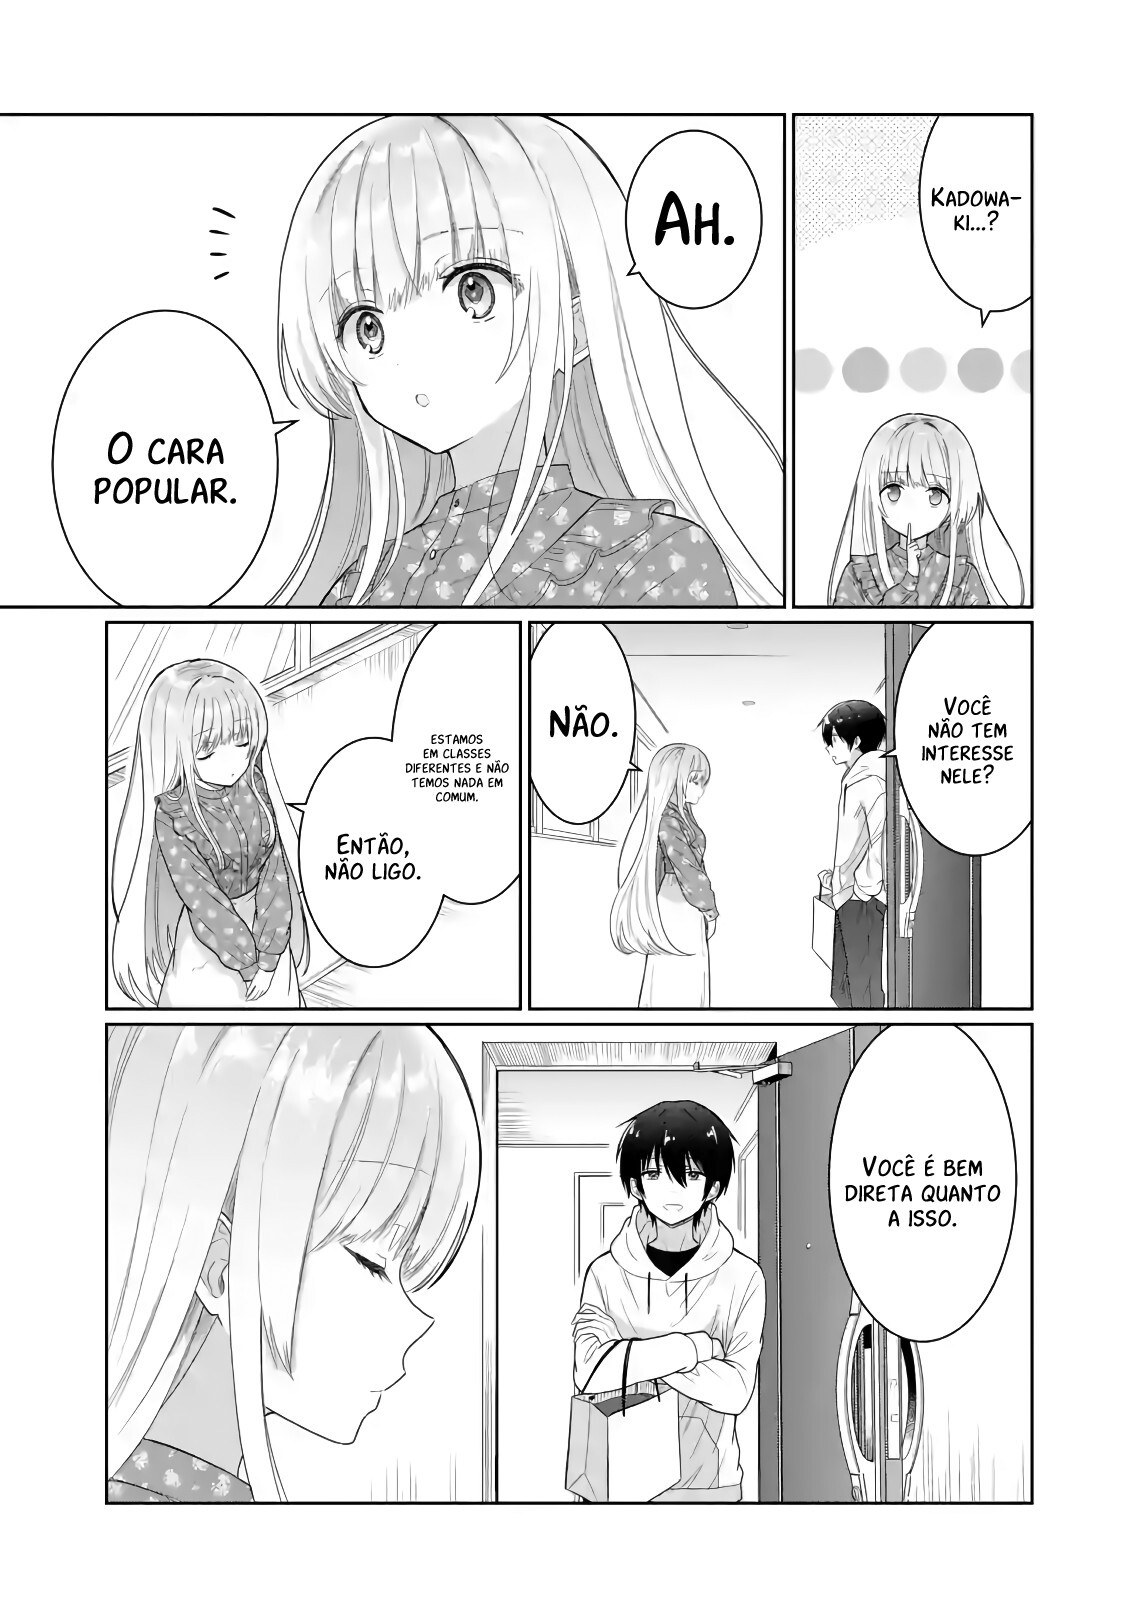 KADOWA-
KI...?
AH.
O CARA
POPULAR.
VOCÊ
NÃO TEM
INTERESSE
NELE?
NÃO.
ESTAMOS
EM CLASSES
DIFERENTES E NÃO
TEMOS NADA EM
COMUM.
ENTÃO,
NÃO LIGO.
VOCÊ É BEM
DIRETA QUANTO
A ISSO.